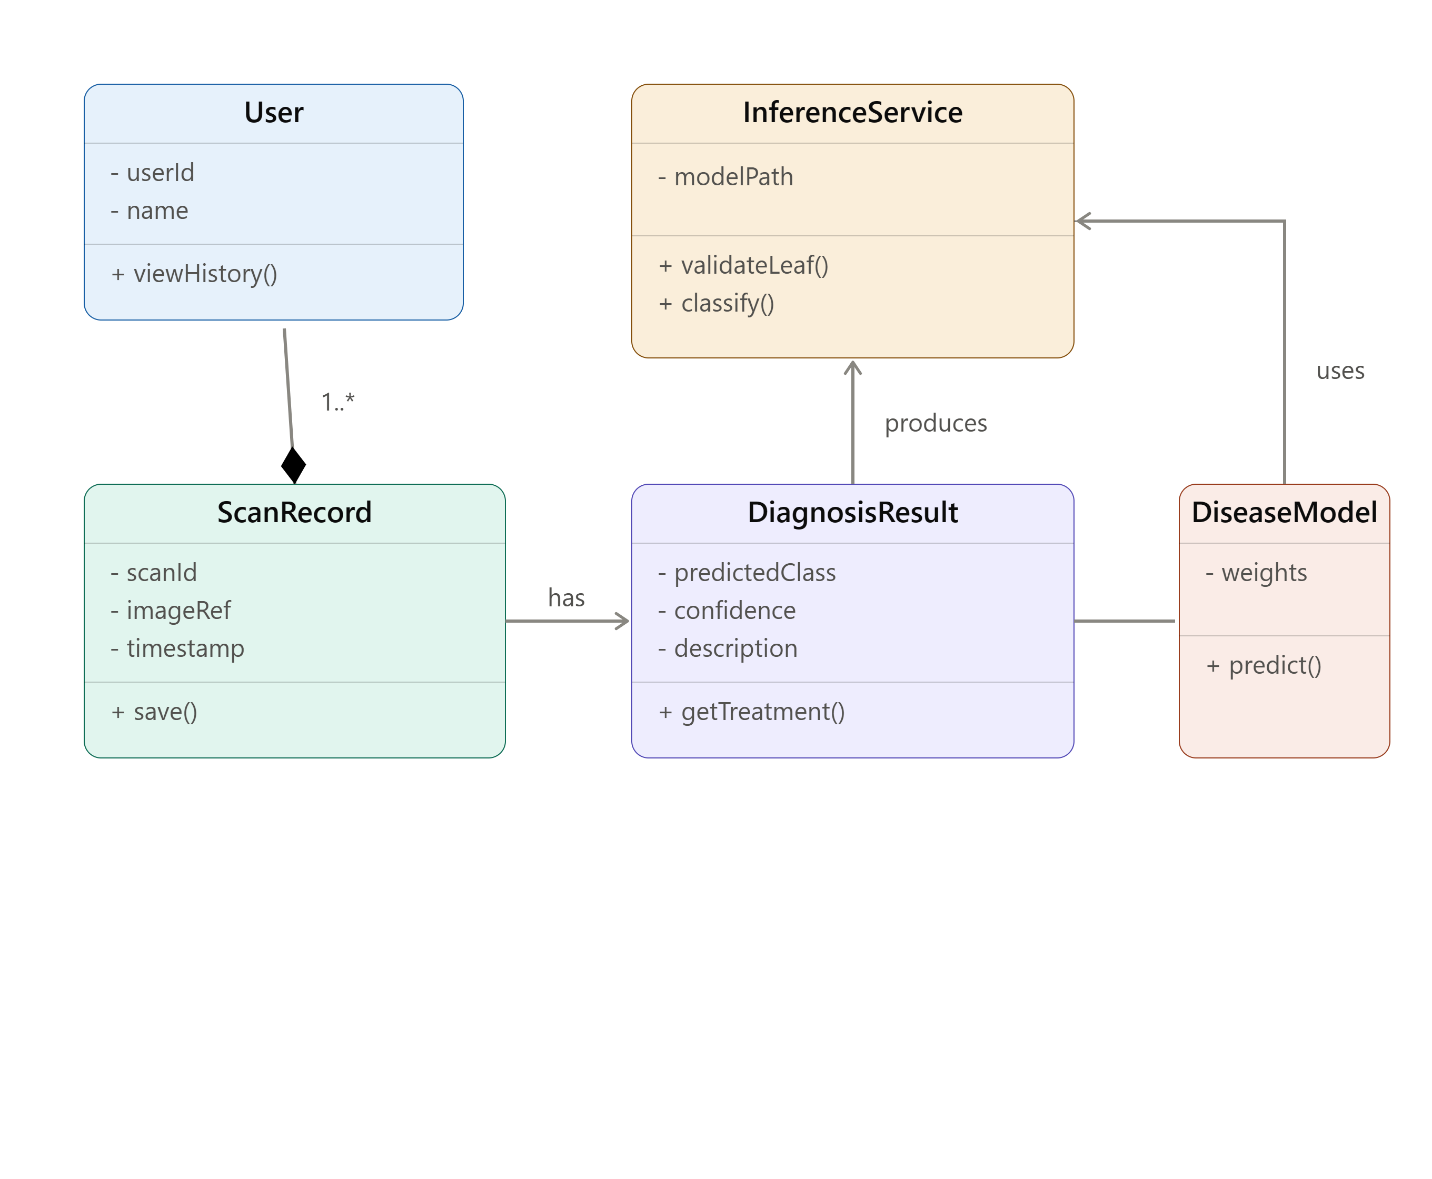 User
- userId
- name
+ viewHistory()
InferenceService
- modelPath
+ validateLeaf()
+ classify()
uses
1..*
produces
ScanRecord
- scanId
- imageRef
- timestamp
+ save()
has
DiagnosisResult
- predictedClass
- confidence
- description
+ getTreatment()
DiseaseModel
- weights
+ predict()